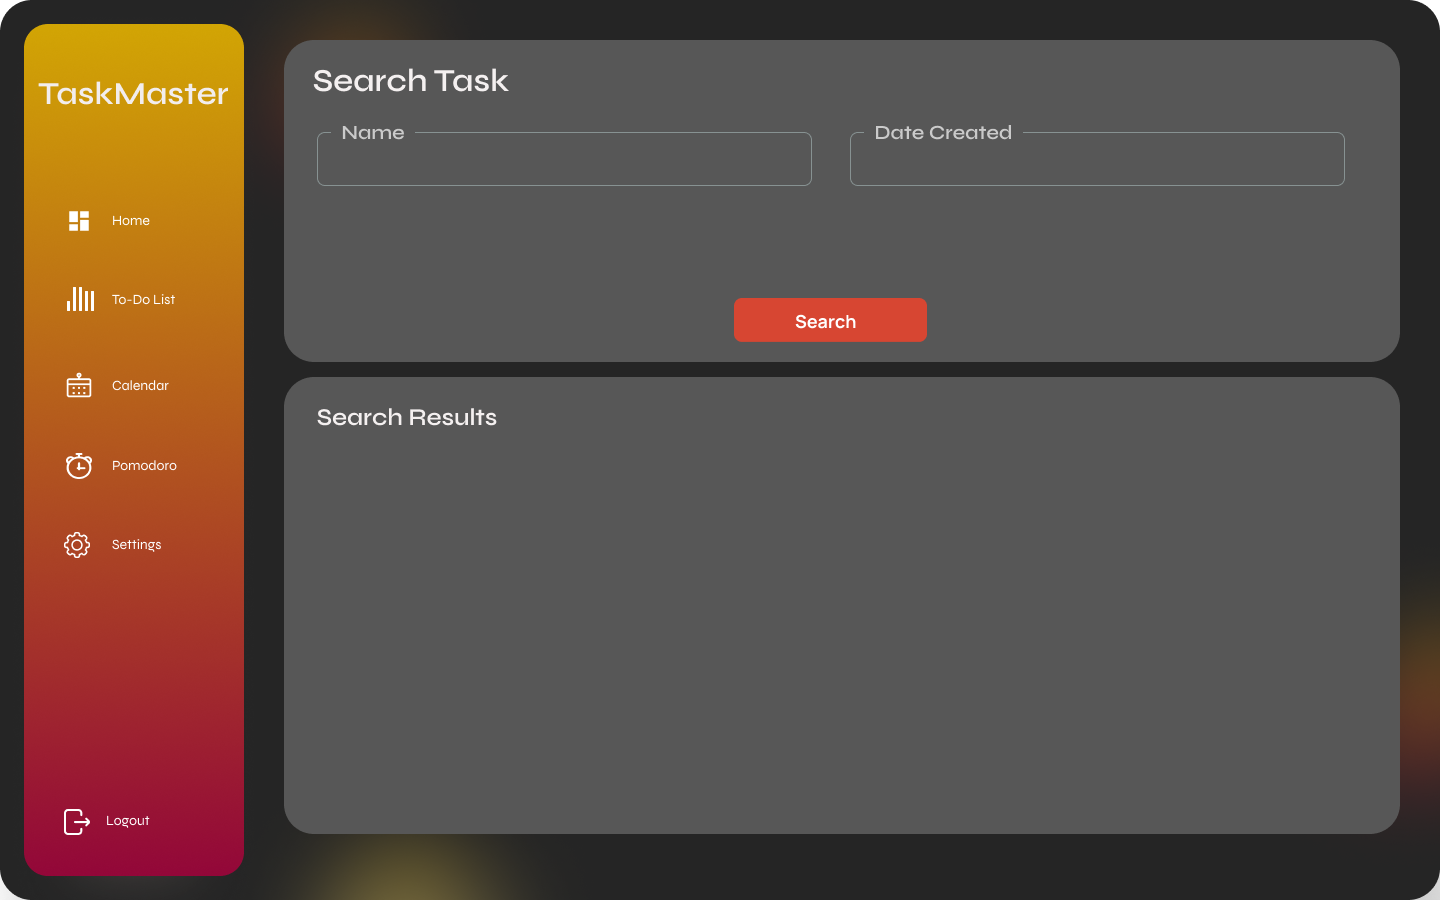 TaskMaster
Home
To-Do List
Calendar
Pomodoro
Settings
Logout
Search Task
Name
Date Created
Search
Search Results